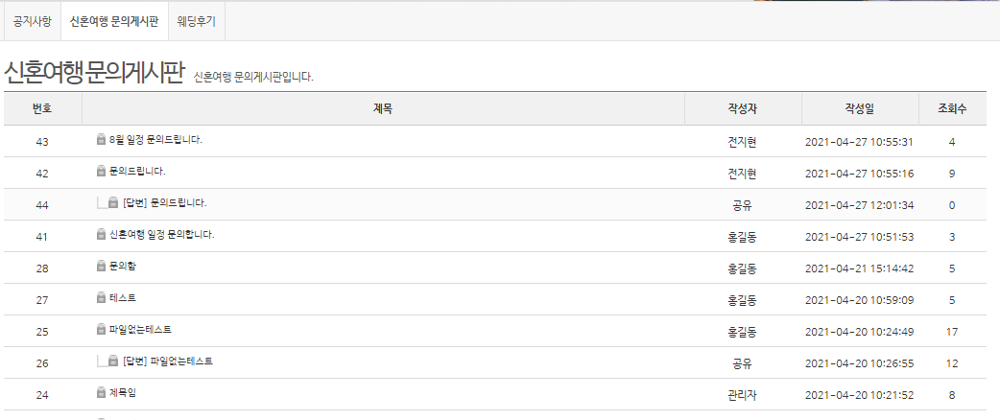 공지사항 신혼여행 문의게시판 웨딩후기
신혼여행 문의게시판 신혼여행 문의게시판입니다.
번호 제목 작성자 작성일 조회수
43 8월 일정 문의드립니다. 전지현 2021-04-27 10:55:31 4
42 문의드립니다. 전지현 2021-04-27 10:55:16 9
44 [답변] 문의드립니다. 공유 2021-04-27 12:01:34 0
41 신혼여행 일정 문의합니다. 홍길동 2021-04-27 10:51:53 3
28 문의함 홍길동 2021-04-21 15:14:42 5
27 테스트 홍길동 2021-04-20 10:59:09 5
25 파일없는테스트 홍길동 2021-04-20 10:24:49 17
26 [답변] 파일없는테스트 공유 2021-04-20 10:26:55 12
24 제목임 관리자 2021-04-20 10:21:52 8